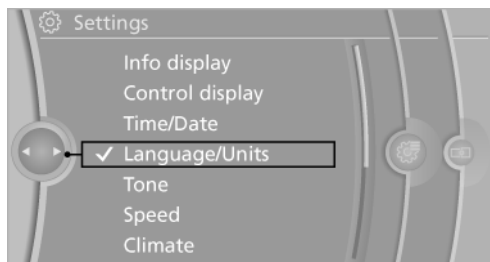 Settings
Info display
Control display
Time/Date
Language/Units
Tone
Speed
Climate